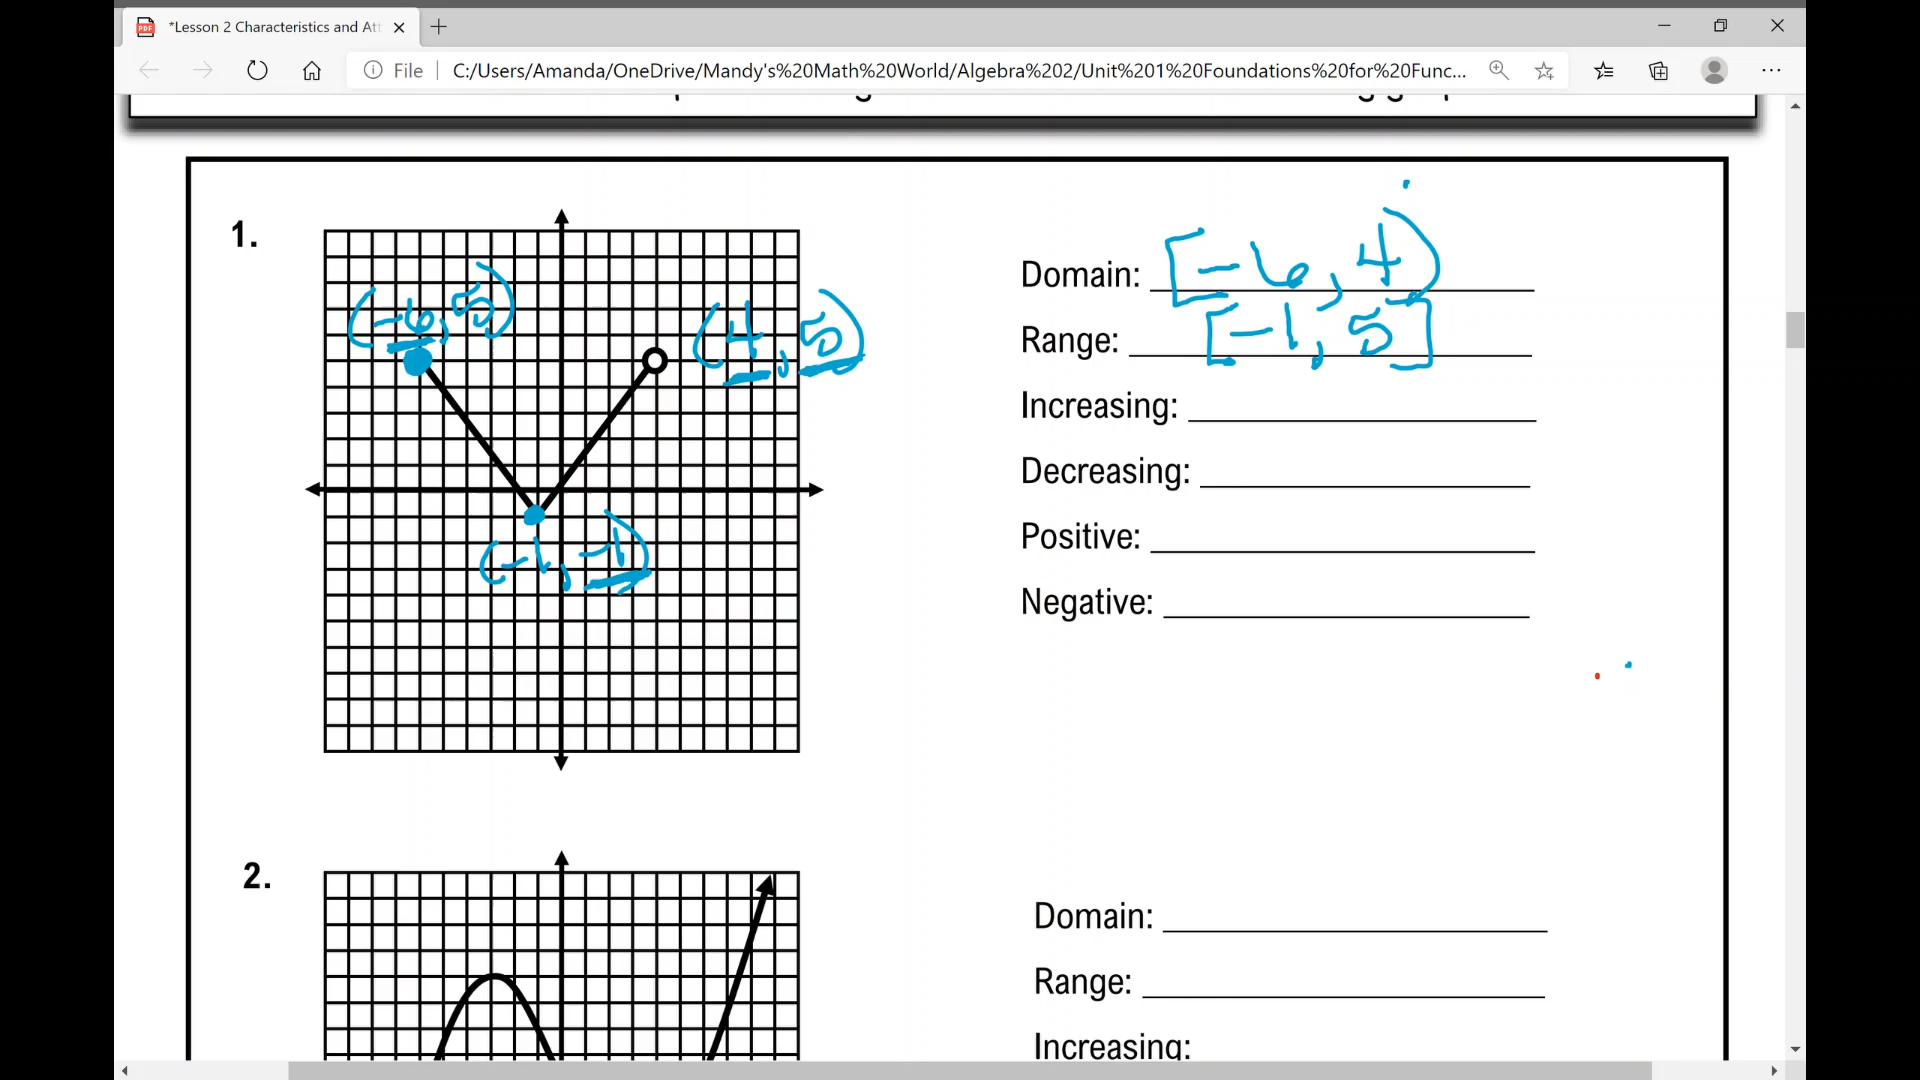 *Lesson 2 Characteristics and Att
File C:/Users/Amanda/OneDrive/Mandy's%20Math%20World/Algebra%202/Unit%201%20Foundations%20for%20Func...
1.
(-6, 5)
(4, 5)
(-1, -1)
Domain: [-6, 4)
Range: [-1, 5]
Increasing:
Decreasing:
Positive:
Negative:
2.
Domain:
Range:
Increasing: